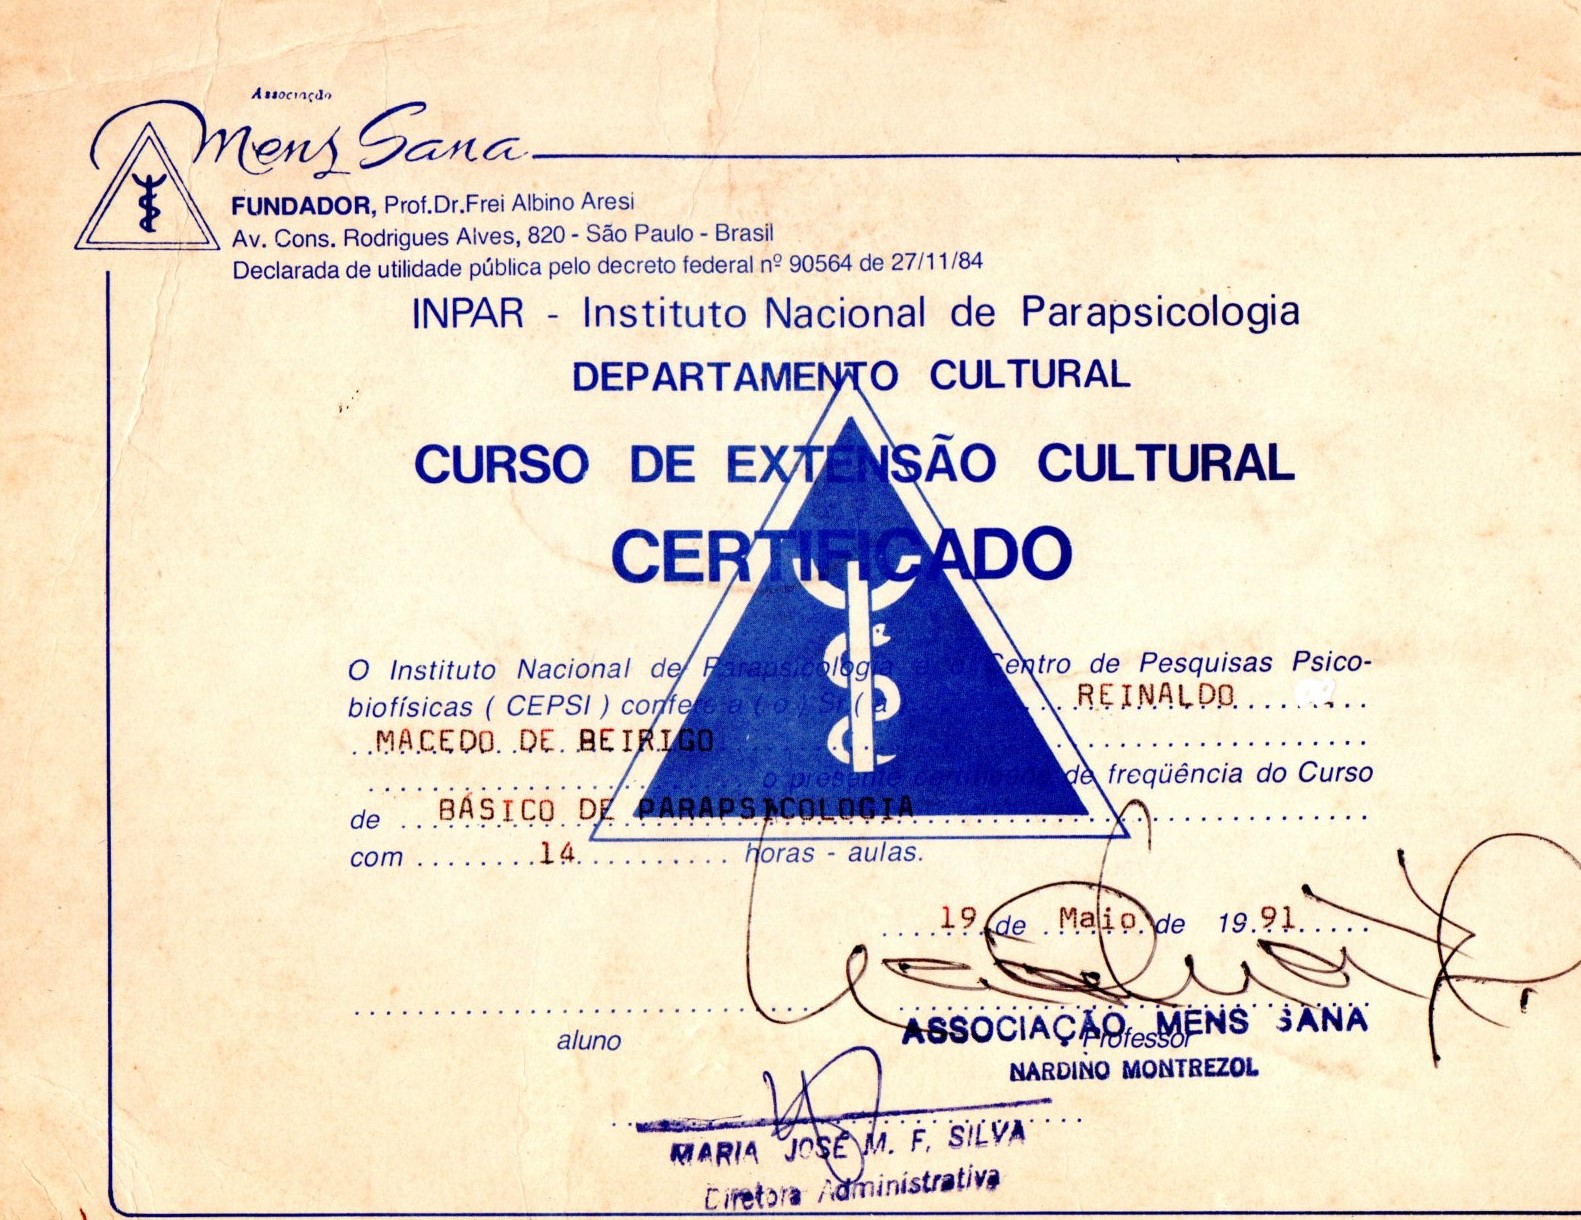 Associação
Mens Sana
FUNDADOR, Prof.Dr.Frei Albino Aresi
Av. Cons. Rodrigues Alves, 820 - São Paulo - Brasil
Declarada de utilidade pública pelo decreto federal nº 90564 de 27/11/84
INPAR - Instituto Nacional de Parapsicologia
DEPARTAMENTO CULTURAL
CURSO DE EXTENSÃO CULTURAL
CERTIFICADO
O Instituto Nacional de Parapsicologia e o Centro de Pesquisas Psico-
biofísicas ( CEPSI ) confere a ( o ) Sr ( a REINALDO
MACEDO DE BEIRIGO
o presente certificado de freqüência do Curso
de BÁSICO DE PARAPSICOLOGIA
com 14 horas - aulas.
19 de Maio de 1991
ASSOCIAÇÃO MENS SANA
aluno Professor
NARDINO MONTREZOL
MARIA JOSÉ M. F. SILVA
Diretora Administrativa